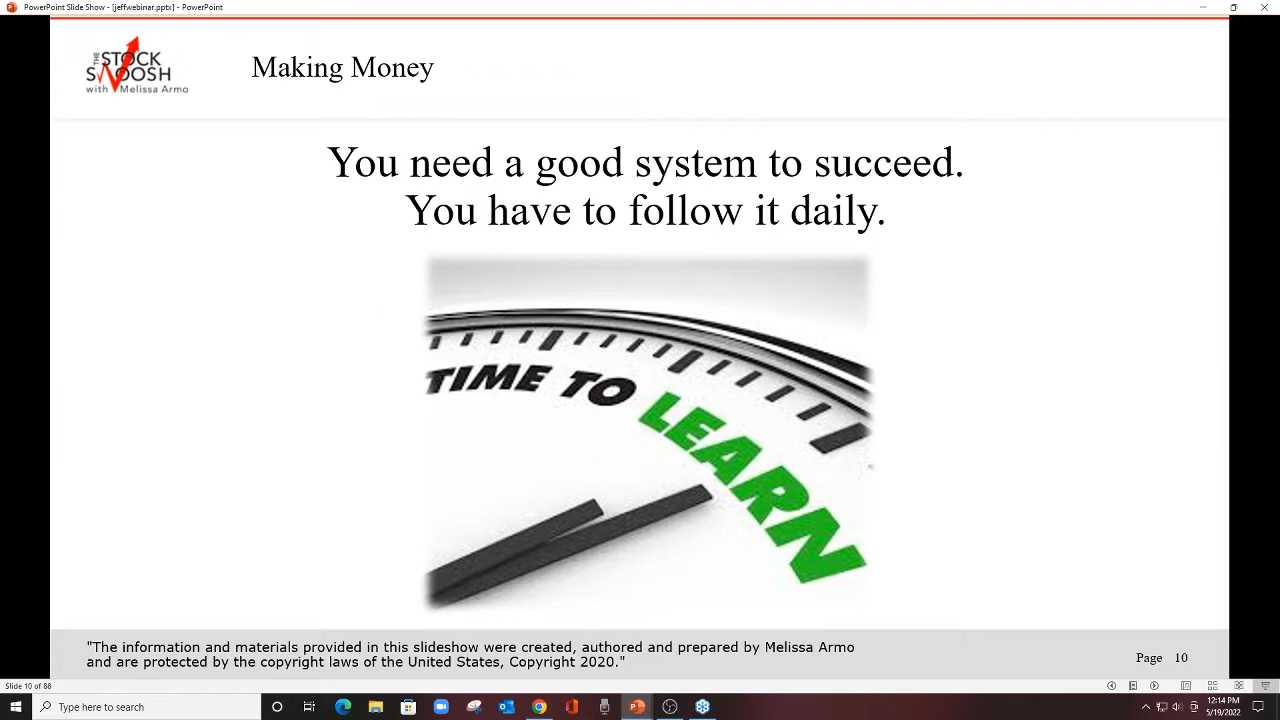 PowerPoint Slide Show - [jeffwebinar.pptx] - PowerPoint
THE
STOCK
SWOOSH
with Melissa Armo
Making Money
You need a good system to succeed.
You have to follow it daily.
TIME TO LEARN
"The information and materials provided in this slideshow were created, authored and prepared by Melissa Armo
and are protected by the copyright laws of the United States, Copyright 2020."
Page 10
Slide 10 of 88
Type here to search
12:14 PM
5/19/2022